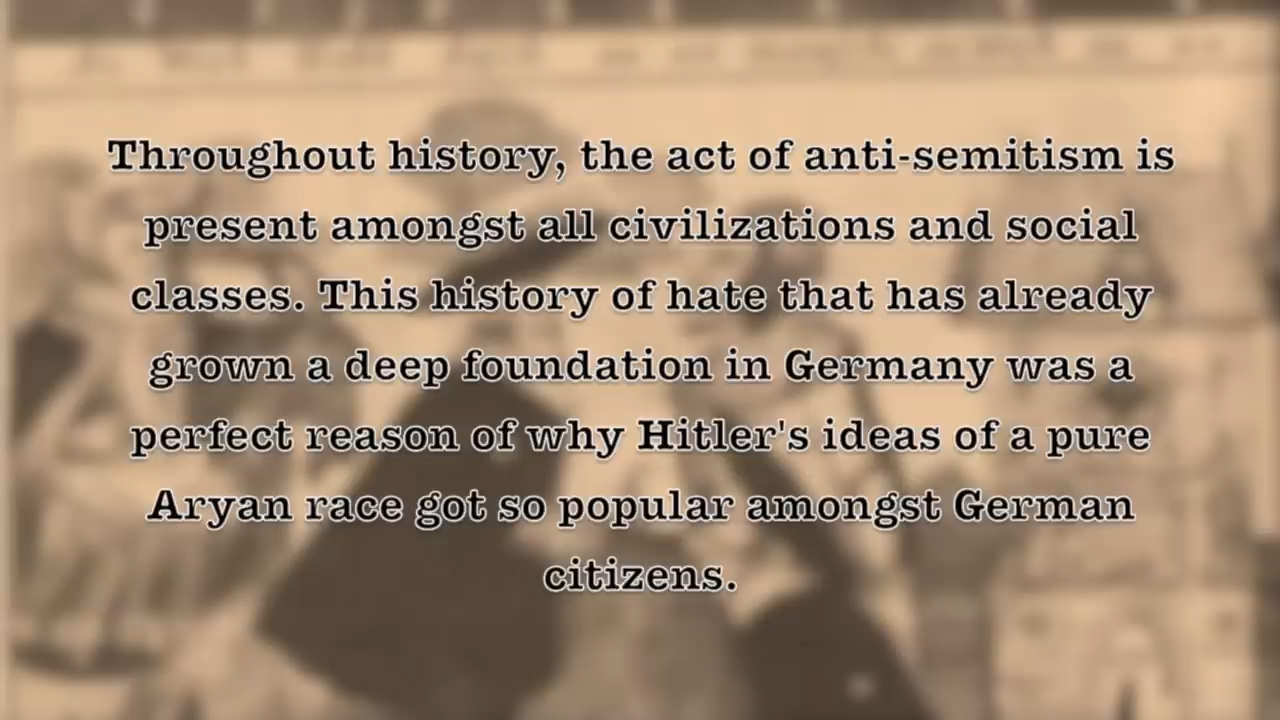 Throughout history, the act of anti-semitism is
present amongst all civilizations and social
classes. This history of hate that has already
grown a deep foundation in Germany was a
perfect reason of why Hitler's ideas of a pure
Aryan race got so popular amongst German
citizens.